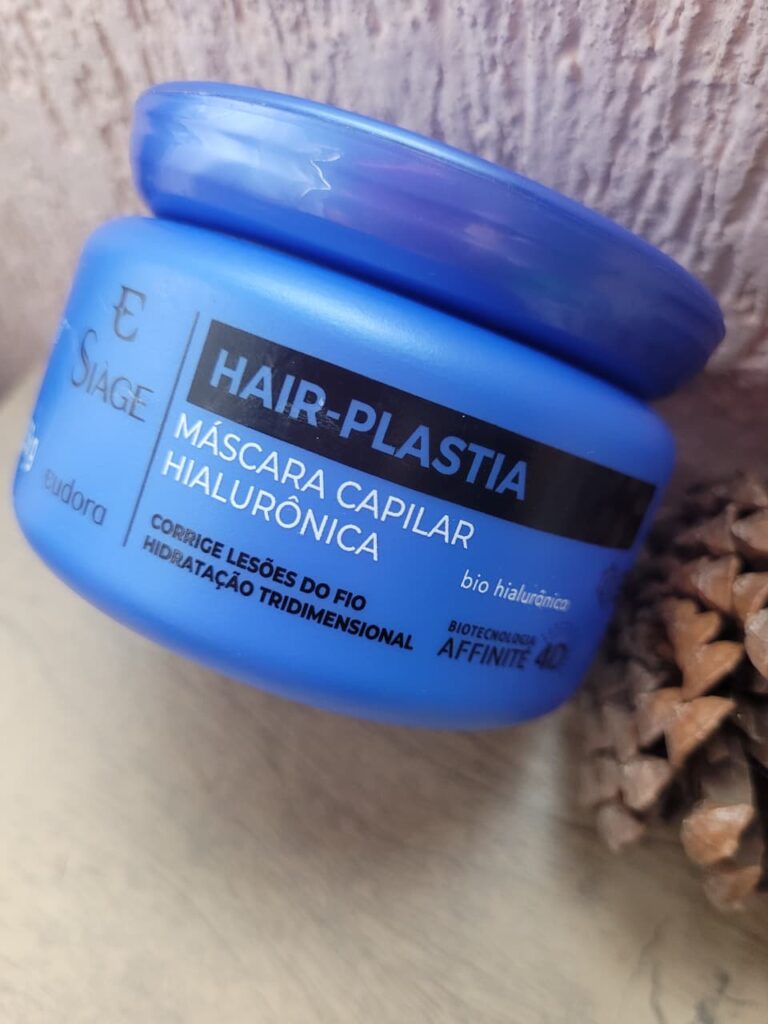 E
SIÀGE
eudora
HAIR-PLASTIA
MÁSCARA CAPILAR
HIALURÔNICA
CORRIGE LESÕES DO FIO
HIDRATAÇÃO TRIDIMENSIONAL
bio hialurônico
BIOTECNOLOGIA
AFFINITÉ 4D